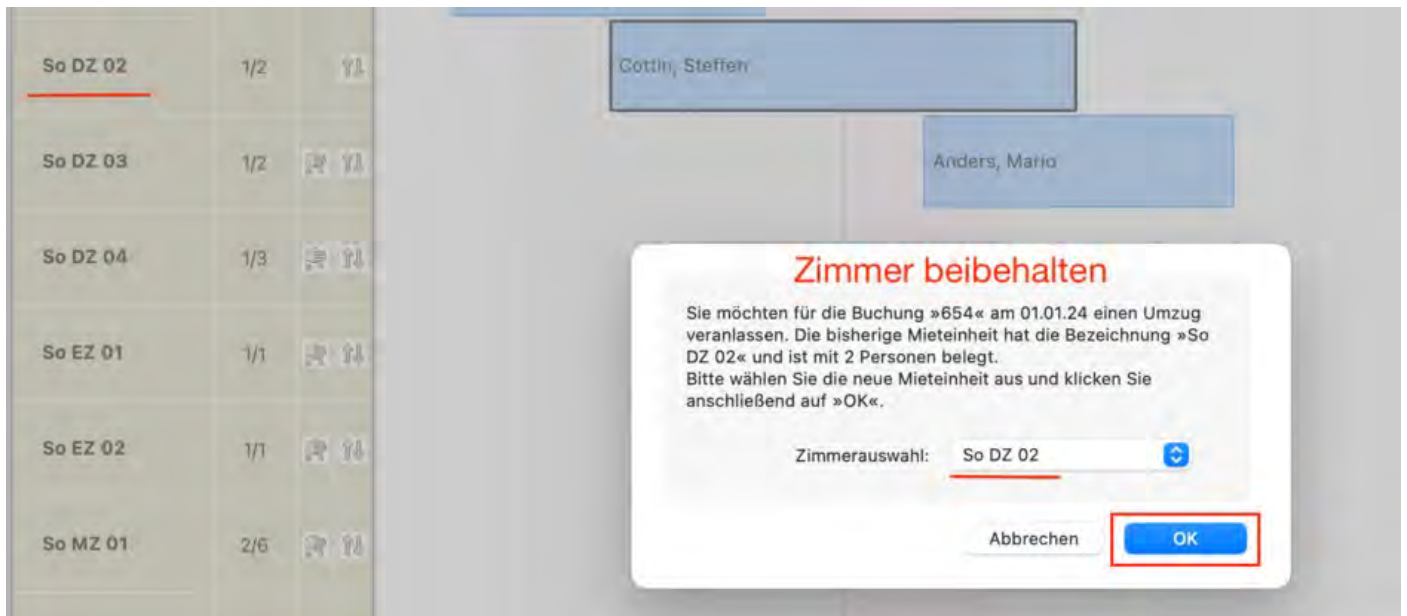 So DZ 02 1/2 Cottin, Steffen
So DZ 03 1/2 Anders, Mario
So DZ 04 1/3
So EZ 01 1/1
So EZ 02 1/1
So MZ 01 2/6
Zimmer beibehalten
Sie möchten für die Buchung »654« am 01.01.24 einen Umzug
veranlassen. Die bisherige Mieteinheit hat die Bezeichnung »So
DZ 02« und ist mit 2 Personen belegt.
Bitte wählen Sie die neue Mieteinheit aus und klicken Sie
anschließend auf »OK«.
Zimmerauswahl: So DZ 02
Abbrechen OK